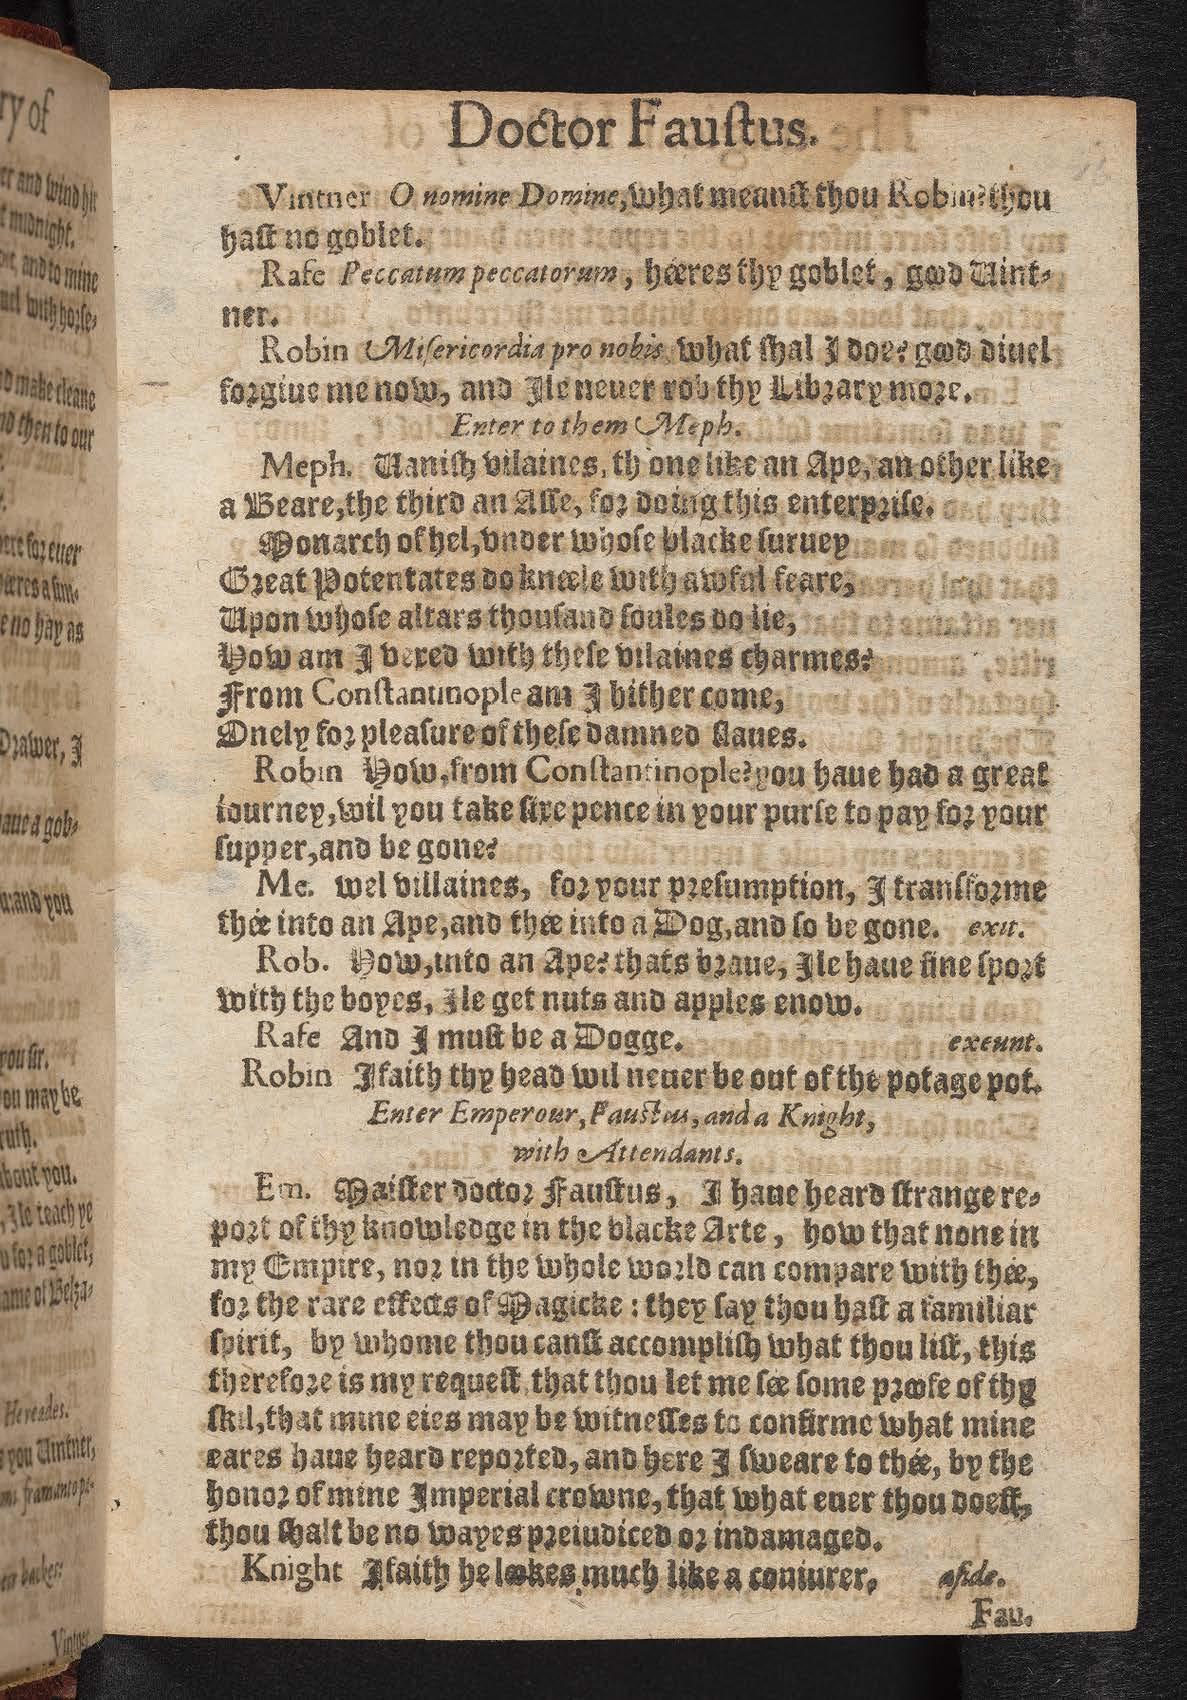 Doctor Fauſtus.
Vintner O nomine Domine, what meanſt thou Robin? thou
haſt no goblet.
Rafe Peccatum peccatorum, héeres thy goblet, good Uint-
ner.
Robin Miſericordia pro nobis, what ſhal I doe? good diuel
forgiue me now, and Ile neuer rob thy Library more.
Enter to them Meph.
Meph. Uaniſh vilaines, th'one like an Ape, an other like
a Beare, the third an Aſſe, for doing this enterpriſe.
Monarch of hel, vnder whoſe blacke ſuruey
Great Potentates do knéele with awful feare,
Upon whoſe altars thouſand ſoules do lie,
How am I vexed with theſe vilaines charmes?
From Conſtantinople am I hither come,
Onely for pleaſure of theſe damned ſlaues.
Robin How, from Conſtantinople? you haue had a great
iourney, wil you take ſixe pence in your purſe to pay for your
ſupper, and be gone?
Me. wel villaines, for your preſumption, I transforme
thée into an Ape, and thée into a Dog, and ſo be gone. exit.
Rob. How, into an Ape? thats braue, Ile haue fine ſport
with the boyes, Ile get nuts and apples enow.
Rafe And I muſt be a Dogge. exeunt.
Robin Ifaith thy head wil neuer be out of the potage pot.
Enter Emperour, Fauſtus, and a Knight,
with Attendants.
Em. Maiſter doctor Fauſtus, I haue heard ſtrange re-
port of thy knowledge in the blacke Arte, how that none in
my Empire, nor in the whole world can compare with thée,
for the rare effects of Magicke: they ſay thou haſt a familiar
ſpirit, by whome thou canſt accompliſh what thou liſt, this
therefore is my requeſt that thou let me ſée ſome proofe of thy
ſkil, that mine eies may be witneſſes to confirme what mine
eares haue heard reported, and here I ſweare to thée, by the
honor of mine Imperial crowne, that what euer thou doeſt,
thou ſhalt be no wayes preiudiced or indamaged.
Knight Ifaith he lookes much like a coniurer, aſide.
Fau.